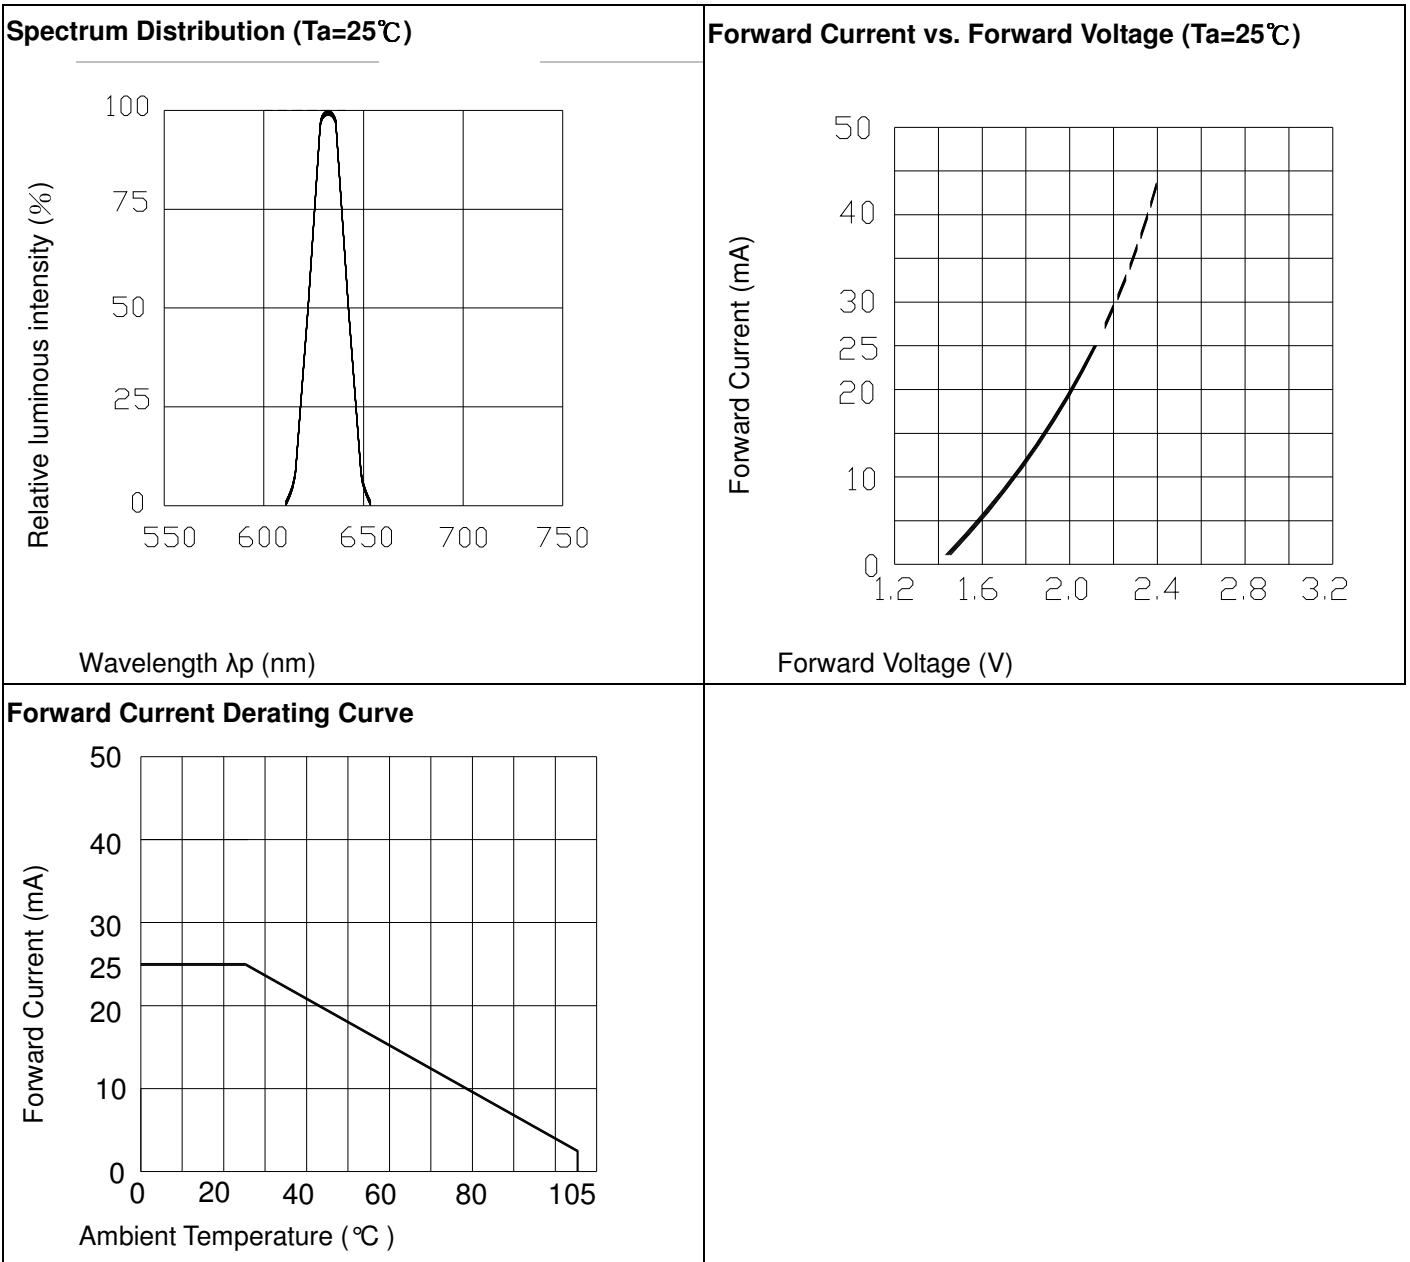 Spectrum Distribution (Ta=25℃)
100
75
50
25
0
550 600 650 700 750
Relative luminous intensity (%)
Wavelength λp (nm)
Forward Current vs. Forward Voltage (Ta=25℃)
50
40
30
25
20
10
0
1.2 1.6 2.0 2.4 2.8 3.2
Forward Current (mA)
Forward Voltage (V)
Forward Current Derating Curve
50
40
30
25
20
10
0
0 20 40 60 80 105
Forward Current (mA)
Ambient Temperature ( ℃ )